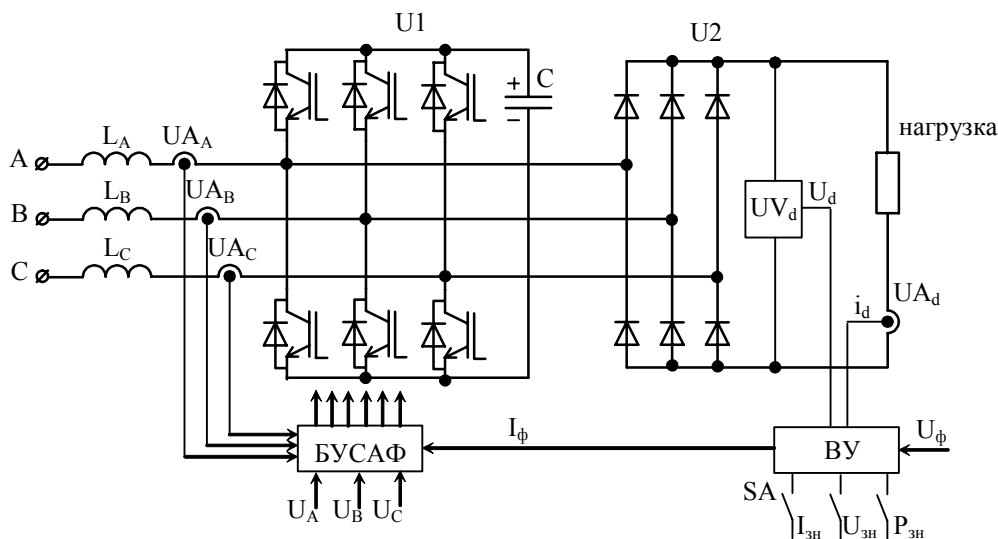 U1
U2
+
C
−
нагрузка
A
L_A
UA_A
B
L_B
UA_B
C
L_C
UA_C
UV_d
U_d
i_d
UA_d
БУСАФ
I_ф
ВУ
U_ф
U_A
U_B
U_C
SA
I_зн
U_зн
P_зн